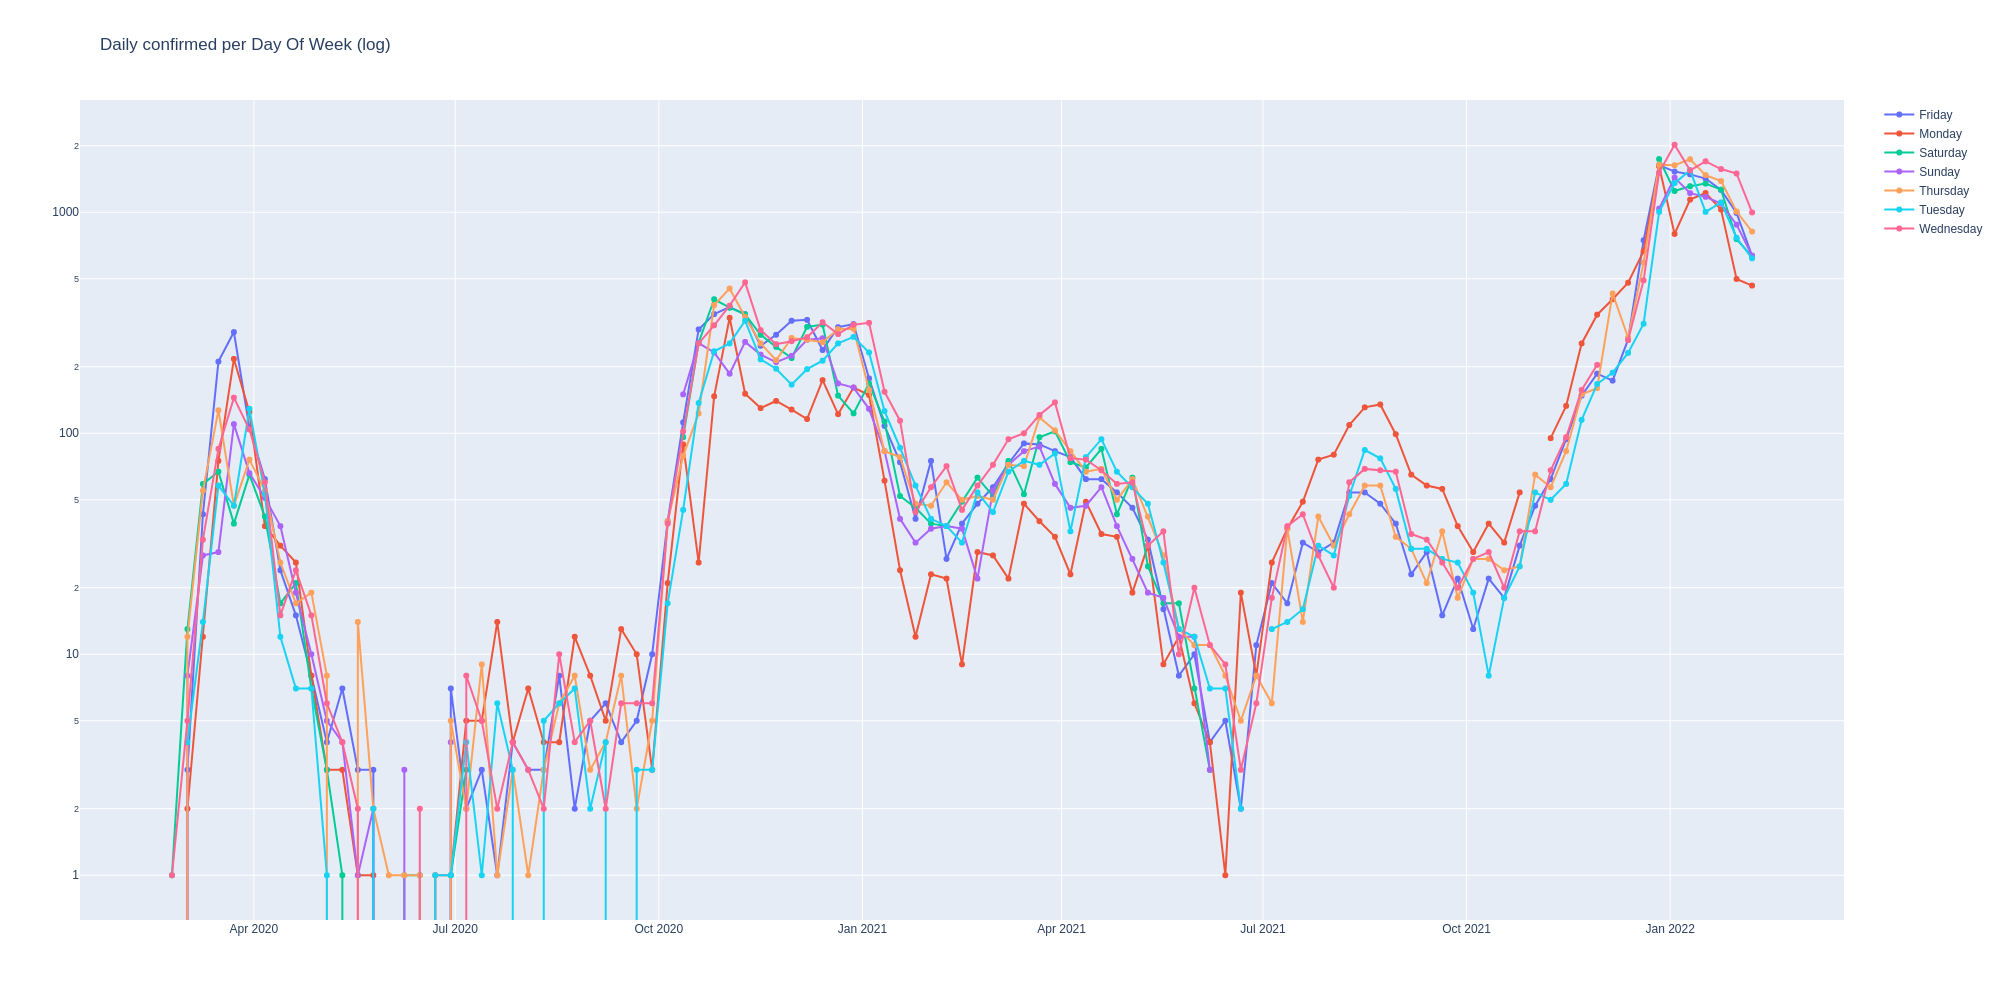 Daily confirmed per Day Of Week (log)
Friday
Monday
Saturday
Sunday
Thursday
Tuesday
Wednesday
2
1000
5
2
100
5
2
10
5
2
1
Apr 2020 Jul 2020 Oct 2020 Jan 2021 Apr 2021 Jul 2021 Oct 2021 Jan 2022